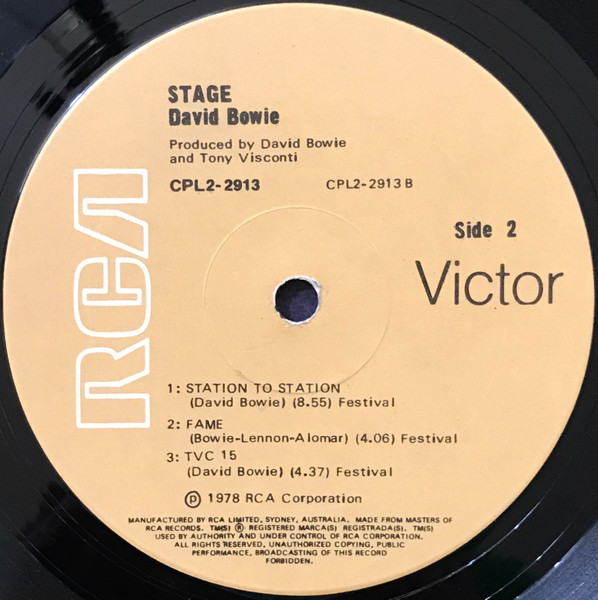 STAGE
David Bowie
Produced by David Bowie
and Tony Visconti
CPL2-2913 CPL2-2913 B
RCA
Side 2
Victor
1: STATION TO STATION
(David Bowie) (8.55) Festival
2: FAME
(Bowie-Lennon-Alomar) (4.06) Festival
3: TVC 15
(David Bowie) (4.37) Festival
℗ 1978 RCA Corporation
MANUFACTURED BY RCA LIMITED, SYDNEY, AUSTRALIA. MADE FROM MASTERS OF
RCA RECORDS. TM(S) ® REGISTERED MARCA(S) REGISTRADA(S). TM(S)
USED BY AUTHORITY AND UNDER CONTROL OF RCA CORPORATION.
ALL RIGHTS RESERVED, UNAUTHORIZED COPYING, PUBLIC
PERFORMANCE, BROADCASTING OF THIS RECORD
FORBIDDEN.